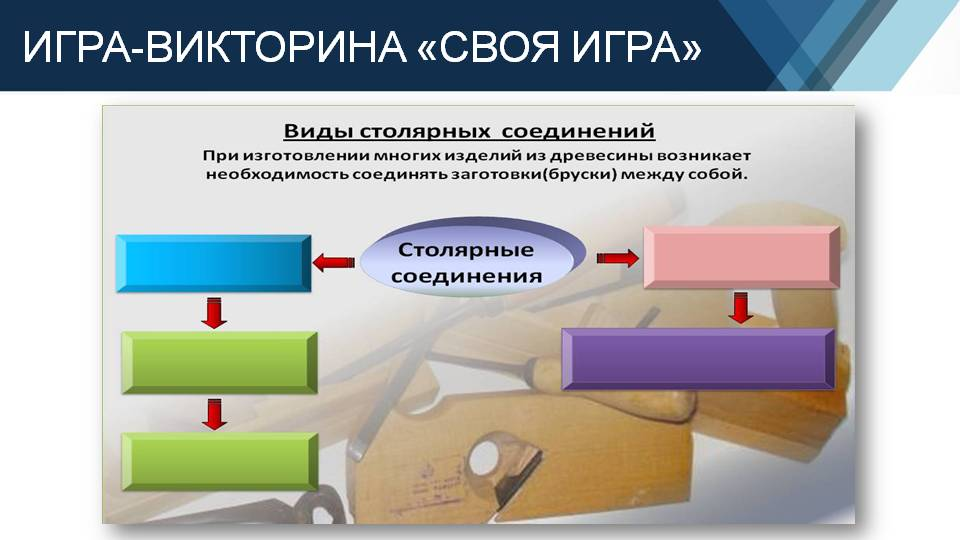 ИГРА-ВИКТОРИНА «СВОЯ ИГРА»
Виды столярных соединений
При изготовлении многих изделий из древесины возникает
необходимость соединять заготовки(бруски) между собой.
Столярные
соединения